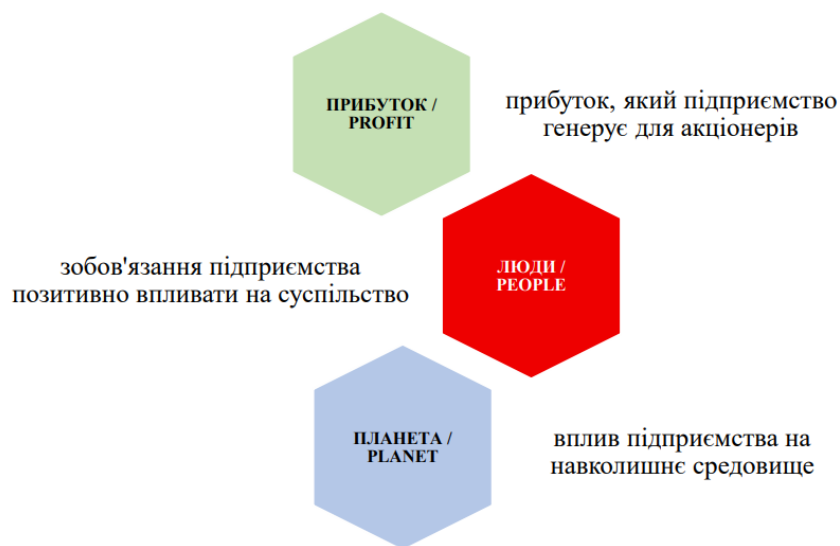 ПРИБУТОК /
PROFIT
прибуток, який підприємство
генерує для акціонерів
зобов'язання підприємства
позитивно впливати на суспільство
ЛЮДИ /
PEOPLE
ПЛАНЕТА /
PLANET
вплив підприємства на
навколишнє средовище